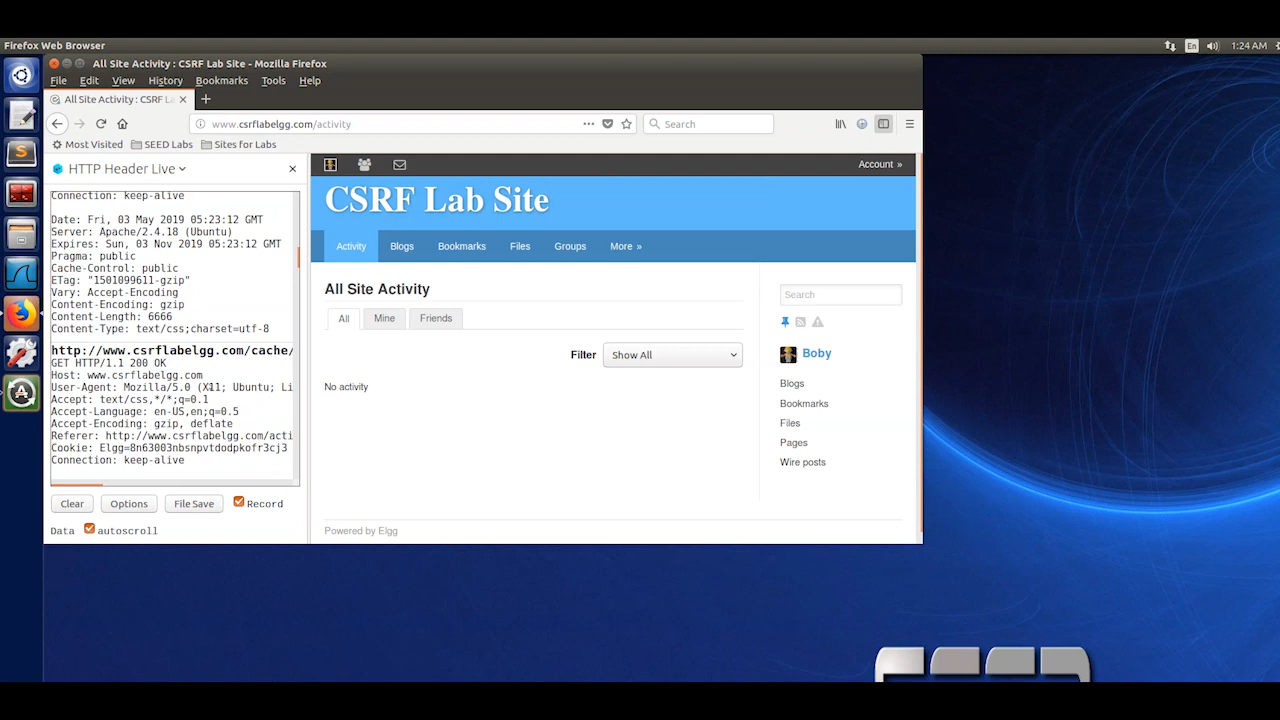 Firefox Web Browser
En
1:24 AM
All Site Activity : CSRF Lab Site - Mozilla Firefox
File Edit View History Bookmarks Tools Help
All Site Activity : CSRF La
www.csrflabelgg.com/activity
Search
Most Visited SEED Labs Sites for Labs
HTTP Header Live
Connection: keep-alive
Date: Fri, 03 May 2019 05:23:12 GMT
Server: Apache/2.4.18 (Ubuntu)
Expires: Sun, 03 Nov 2019 05:23:12 GMT
Pragma: public
Cache-Control: public
ETag: "1501099611-gzip"
Vary: Accept-Encoding
Content-Encoding: gzip
Content-Length: 6666
Content-Type: text/css;charset=utf-8
http://www.csrflabelgg.com/cache/
GET HTTP/1.1 200 OK
Host: www.csrflabelgg.com
User-Agent: Mozilla/5.0 (X11; Ubuntu; Li
Accept: text/css,*/*;q=0.1
Accept-Language: en-US,en;q=0.5
Accept-Encoding: gzip, deflate
Referer: http://www.csrflabelgg.com/acti
Cookie: Elgg=8n63003nbsnpvtdodpkofr3cj3
Connection: keep-alive
Clear Options File Save Record
Data autoscroll
Account »
CSRF Lab Site
Activity Blogs Bookmarks Files Groups More »
All Site Activity
All Mine Friends
Filter Show All
No activity
Search
Boby
Blogs
Bookmarks
Files
Pages
Wire posts
Powered by Elgg